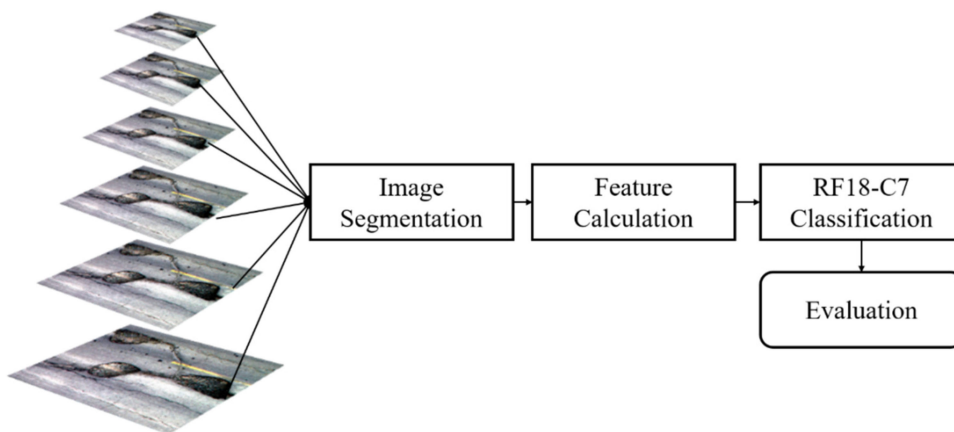 Image
Segmentation
Feature
Calculation
RF18-C7
Classification
Evaluation